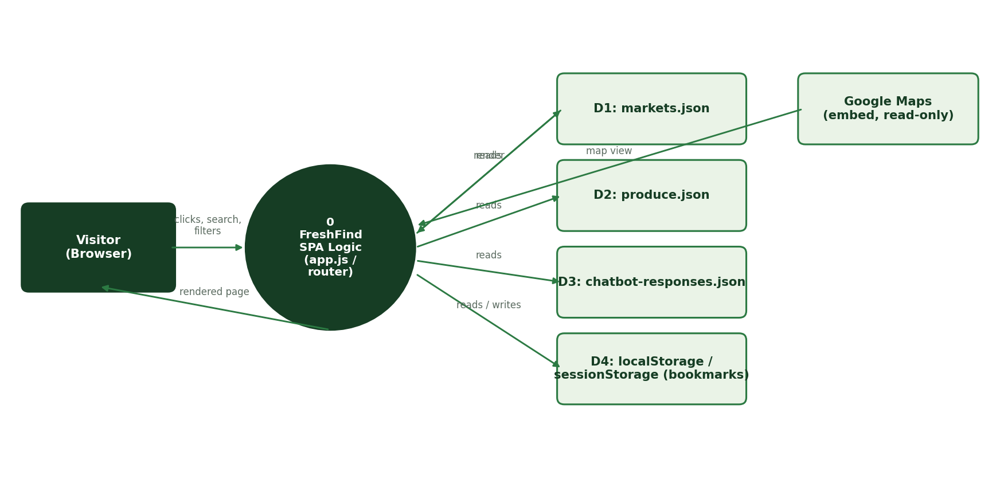 Visitor
(Browser)
clicks, search,
filters
rendered page
0
FreshFind
SPA Logic
(app.js /
router)
reads
render
map view
reads
reads
reads / writes
D1: markets.json
D2: produce.json
D3: chatbot-responses.json
D4: localStorage /
sessionStorage (bookmarks)
Google Maps
(embed, read-only)